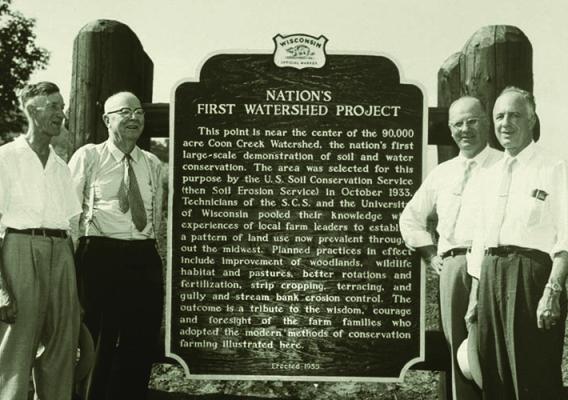 WISCONSIN
OFFICIAL MARKER
NATION'S
FIRST WATERSHED PROJECT
This point is near the center of the 90,000
acre Coon Creek Watershed, the nation's first
large-scale demonstration of soil and water
conservation. The area was selected for this
purpose by the U.S. Soil Conservation Service
(then Soil Erosion Service) in October 1933.
Technicians of the S.C.S. and the Universit
of Wisconsin pooled their knowledge w
experiences of local farm leaders to establi
a pattern of land use now prevalent throug
out the midwest. Planned practices in effect
include improvement of woodlands, wildlife
habitat and pastures, better rotations and
fertilization, strip cropping, terracing, and
gully and stream bank erosion control. The
outcome is a tribute to the wisdom, courage
and foresight of the farm families who
adopted the modern methods of conservation
farming illustrated here.
Erected 1955